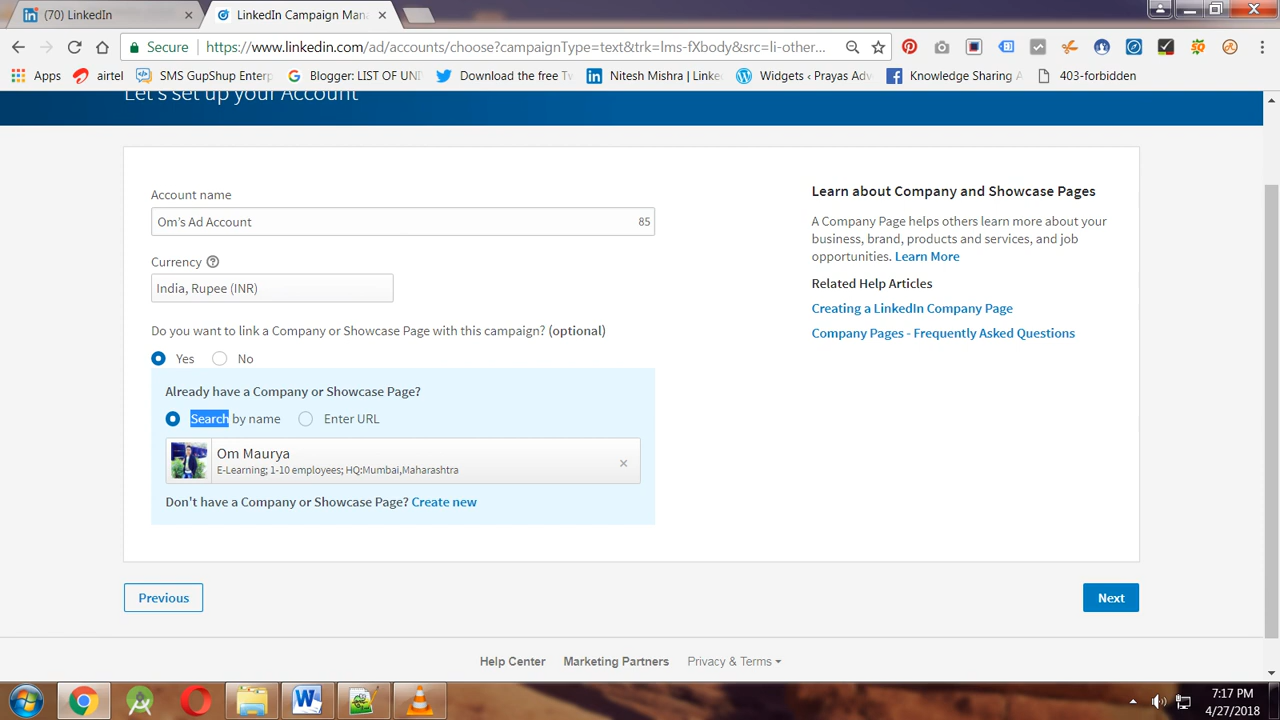 (70) LinkedIn
LinkedIn Campaign Man
Secure
https://www.linkedin.com/ad/accounts/choose?campaignType=text&trk=lms-fXbody&src=li-other...
Apps
airtel
SMS GupShup Enterp
Blogger: LIST OF UNI
Download the free Tw
Nitesh Mishra | Linke
Widgets ‹ Prayas Adv
Knowledge Sharing A
403-forbidden
Let's set up your Account
Account name
Om's Ad Account
85
Currency
India, Rupee (INR)
Do you want to link a Company or Showcase Page with this campaign? (optional)
Yes
No
Already have a Company or Showcase Page?
Search by name
Enter URL
Om Maurya
E-Learning; 1-10 employees; HQ:Mumbai,Maharashtra
Don't have a Company or Showcase Page? Create new
Learn about Company and Showcase Pages
A Company Page helps others learn more about your
business, brand, products and services, and job
opportunities. Learn More
Related Help Articles
Creating a LinkedIn Company Page
Company Pages - Frequently Asked Questions
Previous
Next
Help Center
Marketing Partners
Privacy & Terms
7:17 PM
4/27/2018